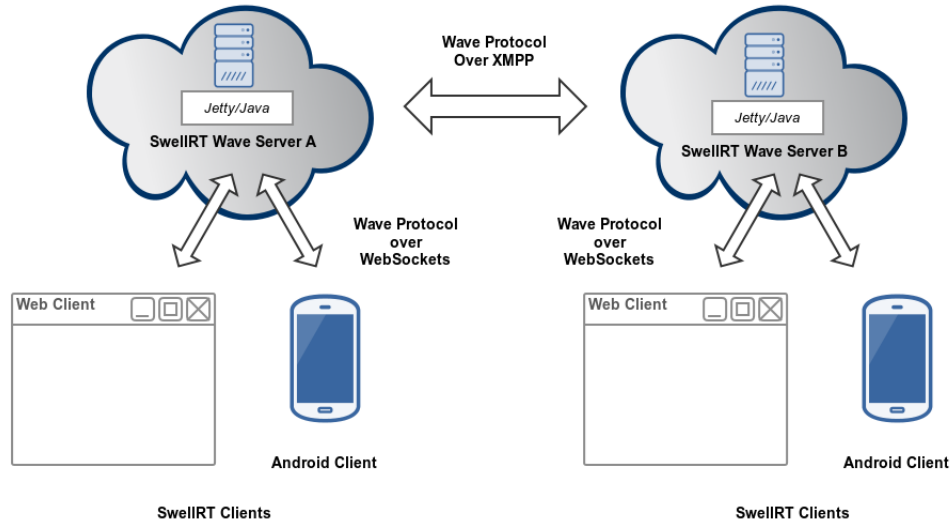 Wave Protocol
Over XMPP
Jetty/Java
SwellRT Wave Server A
Jetty/Java
SwellRT Wave Server B
Wave Protocol
over
WebSockets
Wave Protocol
over
WebSockets
Web Client
Android Client
SwellRT Clients
Web Client
Android Client
SwellRT Clients